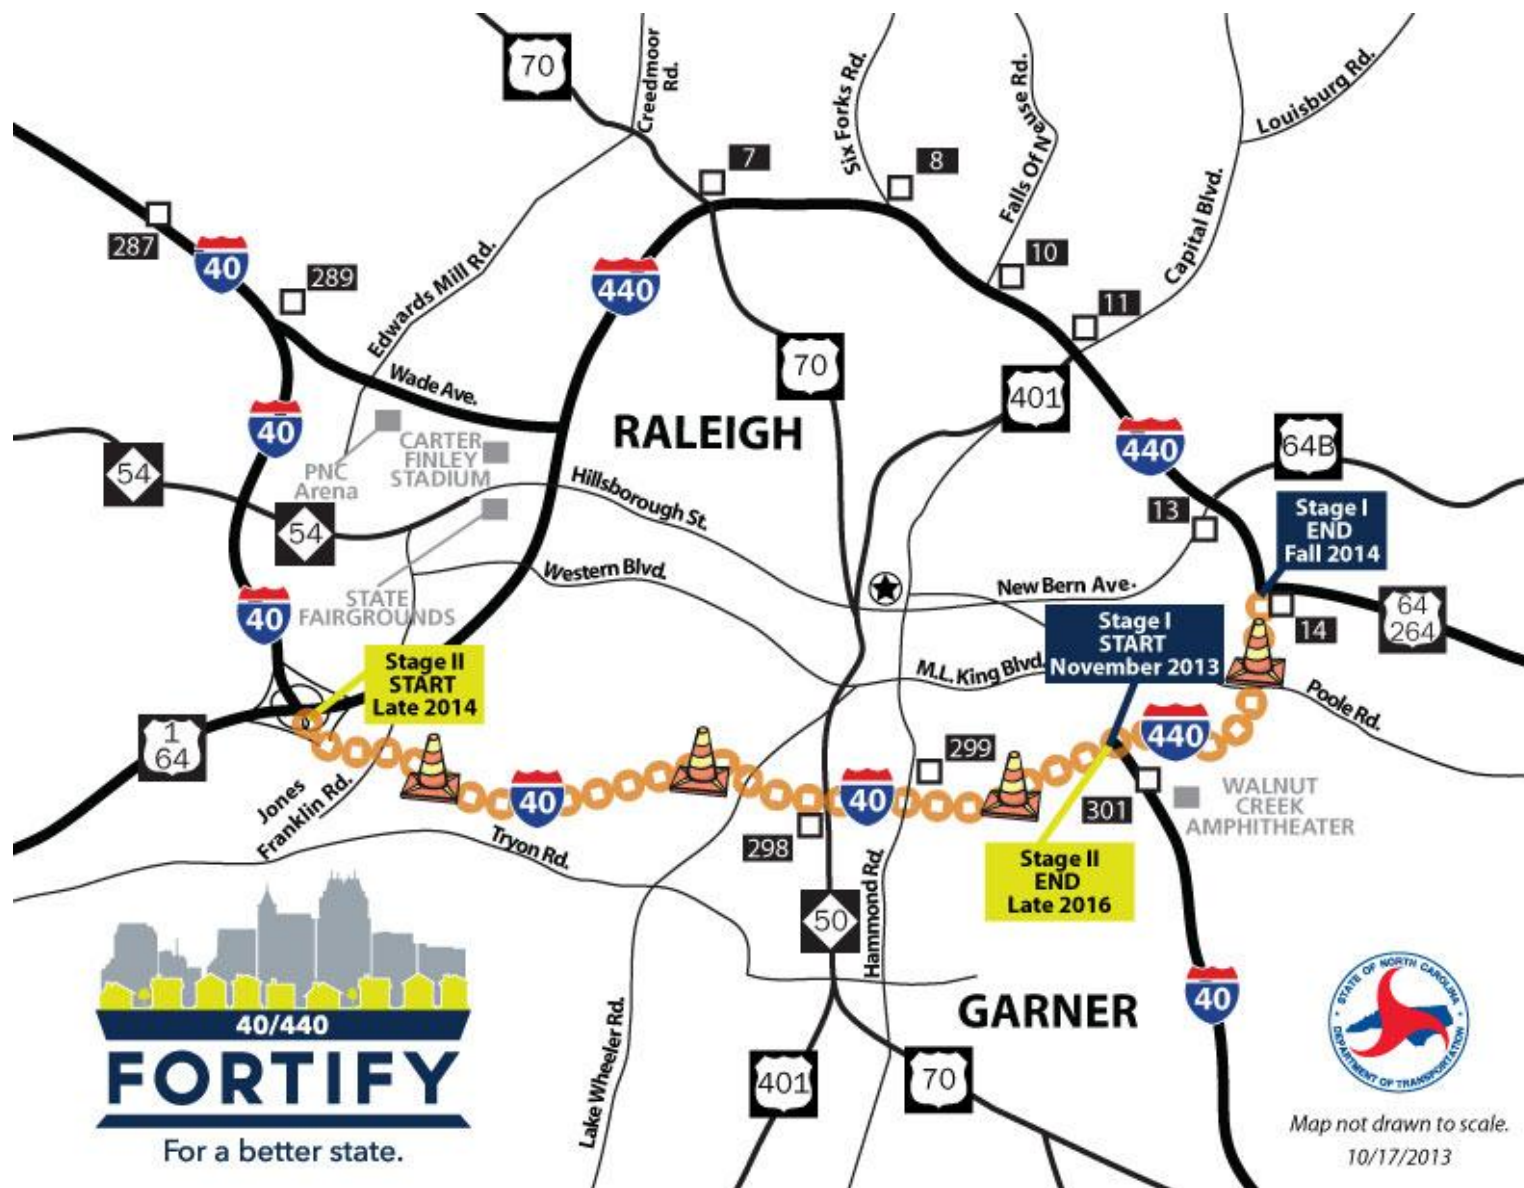 70
Creedmoor
Rd.
Six Forks Rd.
Falls Of Neuse Rd.
Louisburg Rd.
Capital Blvd.
7
8
10
11
287
40
289
440
Edwards Mill Rd.
Wade Ave.
70
401
RALEIGH
40
440
64B
54
54
PNC
Arena
CARTER
FINLEY
STADIUM
Hillsborough St.
13
Stage I
END
Fall 2014
Western Blvd.
New Bern Ave.
40
STATE
FAIRGROUNDS
64
264
14
Stage I
START
November 2013
Stage II
START
Late 2014
M.L. King Blvd.
Poole Rd.
1
64
440
299
40
40
301
WALNUT
CREEK
AMPHITHEATER
Jones
Franklin Rd.
Tryon Rd.
298
Stage II
END
Late 2016
50
Hammond Rd.
Lake Wheeler Rd.
GARNER
40
401
70
40/440
FORTIFY
For a better state.
STATE OF NORTH CAROLINA
DEPARTMENT OF TRANSPORTATION
Map not drawn to scale.
10/17/2013